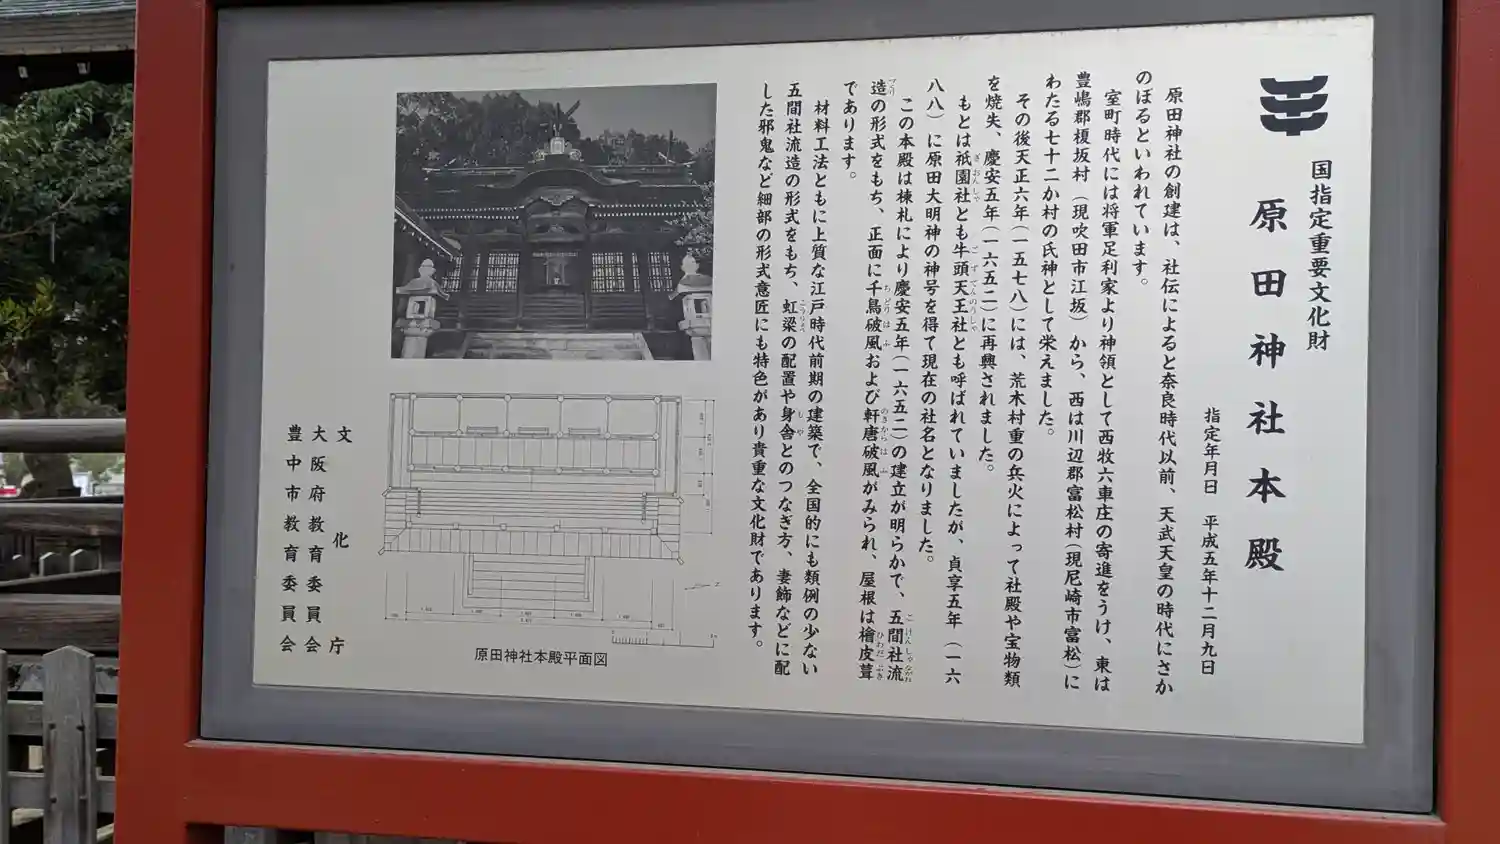 国指定重要文化財
原田神社本殿
指定年月日 平成五年十二月九日
原田神社の創建は、社伝によると奈良時代以前、天武天皇の時代にさか
のぼるといわれています。
室町時代には将軍足利家より神領として西牧六車庄の寄進をうけ、東は
豊嶋郡榎坂村（現吹田市江坂）から、西は川辺郡富松村（現尼崎市富松）に
わたる七十二か村の氏神として栄えました。
その後天正六年（一五七八）には、荒木村重の兵火によって社殿や宝物類
を焼失、慶安五年（一六五二）に再興されました。
もとは祇園社とも牛頭天王社とも呼ばれていましたが、貞享五年（一六
八八）に原田大明神の神号を得て現在の社名となりました。
この本殿は棟札により慶安五年（一六五二）の建立が明らかで、五間社流
造の形式をもち、正面に千鳥破風および軒唐破風がみられ、屋根は檜皮葺
であります。
材料工法ともに上質な江戸時代前期の建築で、全国的にも類例の少ない
五間社流造の形式をもち、虹梁の配置や身舎とのつなぎ方、妻飾などに配
した邪鬼など細部の形式意匠にも特色があり貴重な文化財であります。
文化庁
大阪府教育委員会
豊中市教育委員会
原田神社本殿平面図